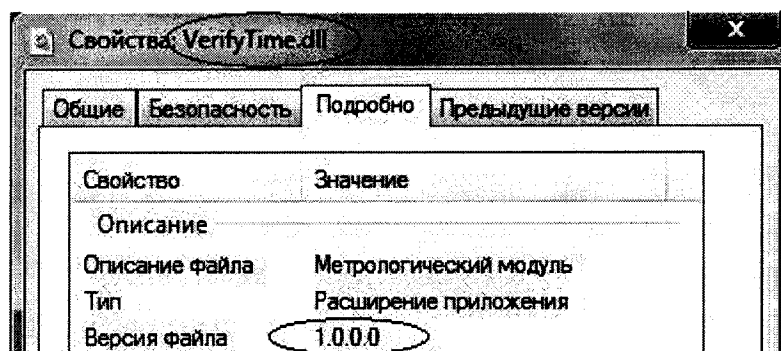 Свойства: VerifyTime.dll
x
Общие Безопасность Подробно Предыдущие версии
Свойство Значение
Описание
Описание файла Метрологический модуль
Тип Расширение приложения
Версия файла 1.0.0.0